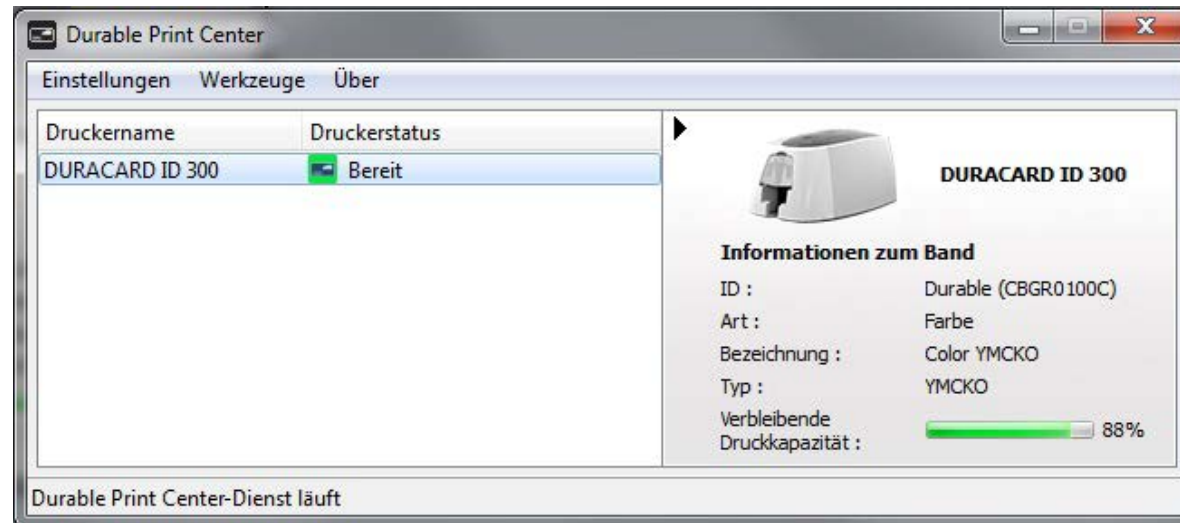 Durable Print Center
Einstellungen Werkzeuge Über
Druckername Druckerstatus
DURACARD ID 300 Bereit
DURACARD ID 300
Informationen zum Band
ID : Durable (CBGR0100C)
Art : Farbe
Bezeichnung : Color YMCKO
Typ : YMCKO
Verbleibende
Druckkapazität : 88%
Durable Print Center-Dienst läuft